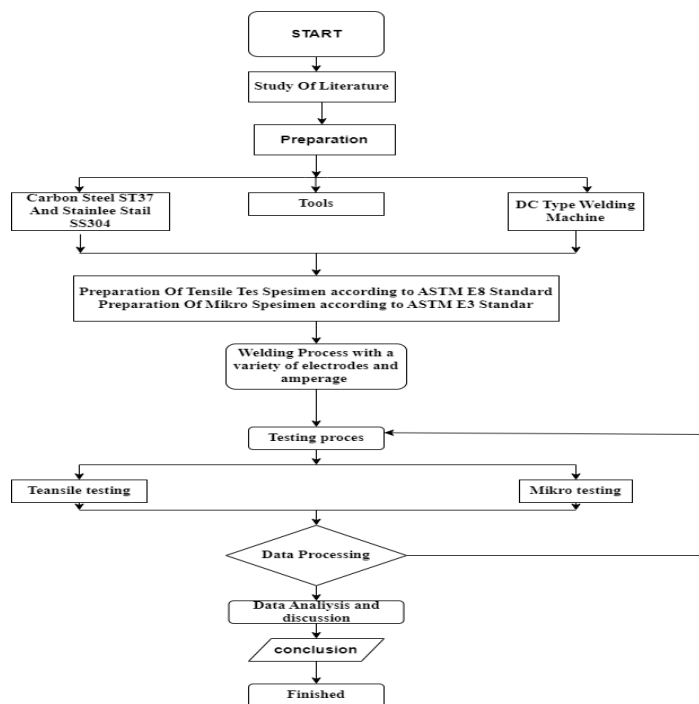 START
Study Of Literature
Preparation
Carbon Steel ST37
And Stainlee Stail
SS304
Tools
DC Type Welding
Machine
Preparation Of Tensile Tes Spesimen according to ASTM E8 Standard
Preparation Of Mikro Spesimen according to ASTM E3 Standar
Welding Process with a
variety of electrodes and
amperage
Testing proces
Teansile testing
Mikro testing
Data Processing
Data Analiysis and
discussion
conclusion
Finished